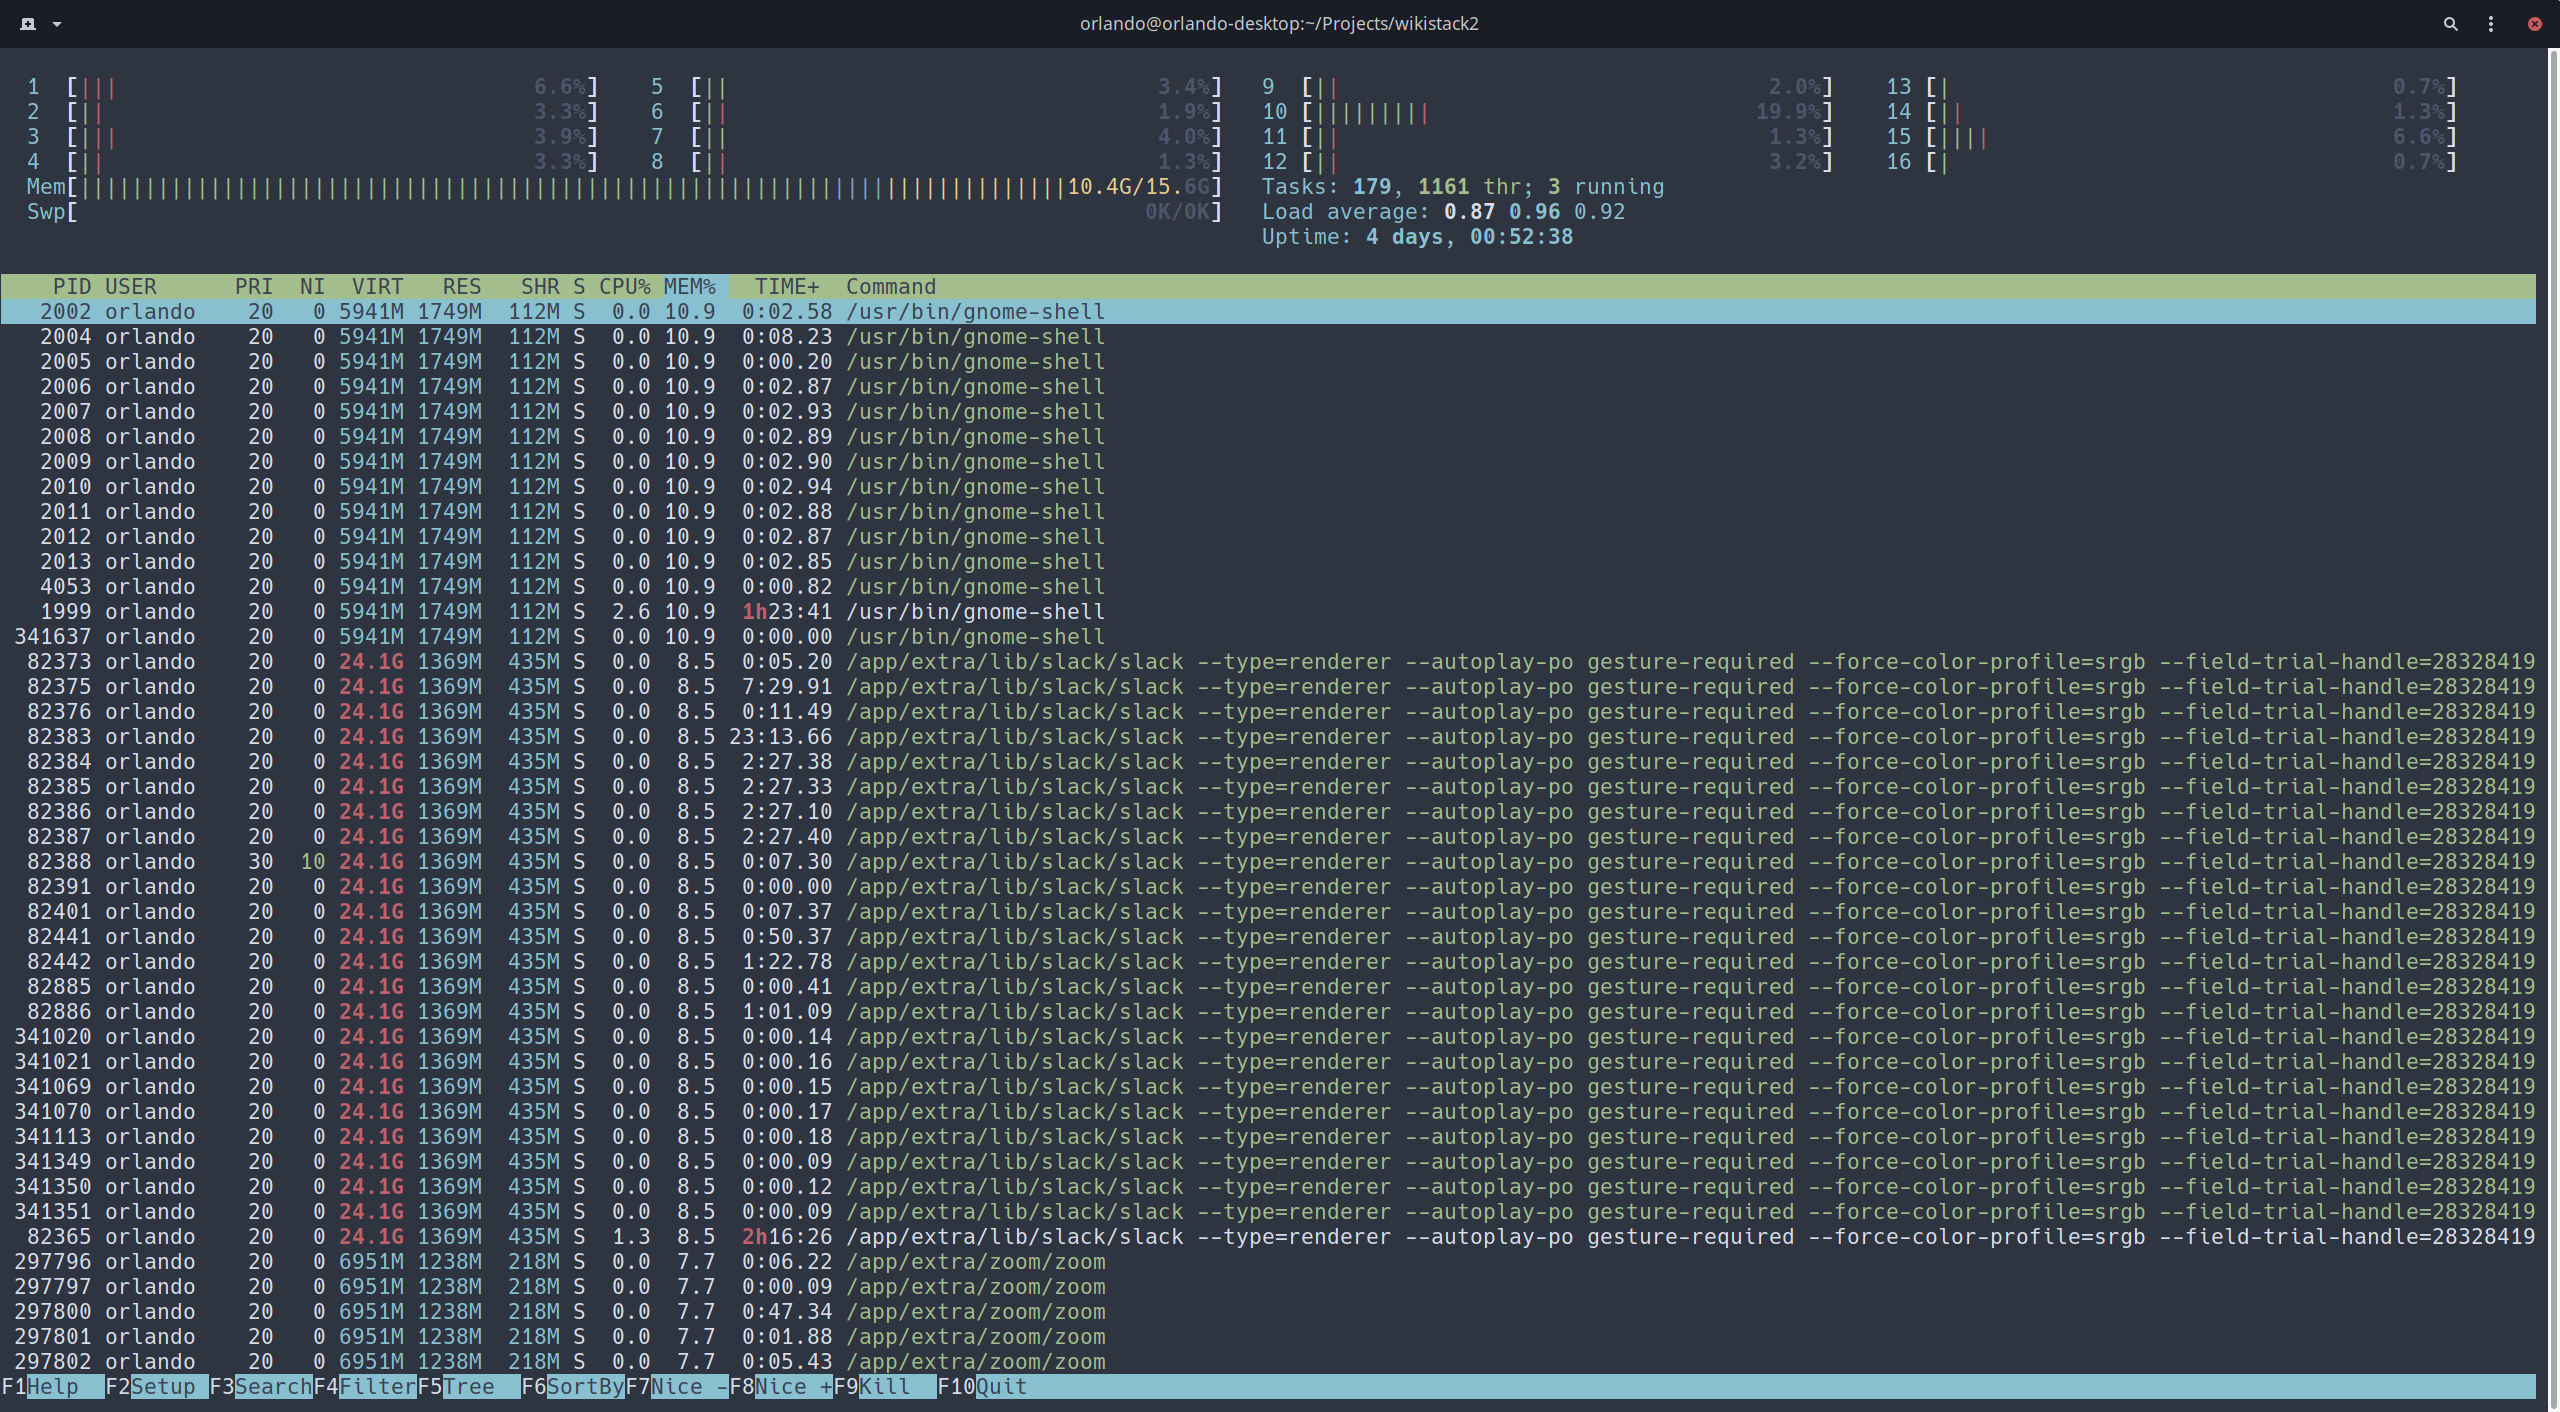 orlando@orlando-desktop:~/Projects/wikistack2
1 [||| 6.6%] 5 [|| 3.4%] 9 [|| 2.0%] 13 [| 0.7%]
2 [|| 3.3%] 6 [|| 1.9%] 10 [||||||||| 19.9%] 14 [|| 1.3%]
3 [||| 3.9%] 7 [|| 4.0%] 11 [|| 1.3%] 15 [|||| 6.6%]
4 [|| 3.3%] 8 [|| 1.3%] 12 [|| 3.2%] 16 [| 0.7%]
Mem[||||||||||||||||||||||||||||||||||||||||||||||||||||||||||||||||||||||||||||10.4G/15.6G] Tasks: 179, 1161 thr; 3 running
Swp[ 0K/0K] Load average: 0.87 0.96 0.92
Uptime: 4 days, 00:52:38
PID USER PRI NI VIRT RES SHR S CPU% MEM% TIME+ Command
2002 orlando 20 0 5941M 1749M 112M S 0.0 10.9 0:02.58 /usr/bin/gnome-shell
2004 orlando 20 0 5941M 1749M 112M S 0.0 10.9 0:08.23 /usr/bin/gnome-shell
2005 orlando 20 0 5941M 1749M 112M S 0.0 10.9 0:00.20 /usr/bin/gnome-shell
2006 orlando 20 0 5941M 1749M 112M S 0.0 10.9 0:02.87 /usr/bin/gnome-shell
2007 orlando 20 0 5941M 1749M 112M S 0.0 10.9 0:02.93 /usr/bin/gnome-shell
2008 orlando 20 0 5941M 1749M 112M S 0.0 10.9 0:02.89 /usr/bin/gnome-shell
2009 orlando 20 0 5941M 1749M 112M S 0.0 10.9 0:02.90 /usr/bin/gnome-shell
2010 orlando 20 0 5941M 1749M 112M S 0.0 10.9 0:02.94 /usr/bin/gnome-shell
2011 orlando 20 0 5941M 1749M 112M S 0.0 10.9 0:02.88 /usr/bin/gnome-shell
2012 orlando 20 0 5941M 1749M 112M S 0.0 10.9 0:02.87 /usr/bin/gnome-shell
2013 orlando 20 0 5941M 1749M 112M S 0.0 10.9 0:02.85 /usr/bin/gnome-shell
4053 orlando 20 0 5941M 1749M 112M S 0.0 10.9 0:00.82 /usr/bin/gnome-shell
1999 orlando 20 0 5941M 1749M 112M S 2.6 10.9 1h23:41 /usr/bin/gnome-shell
341637 orlando 20 0 5941M 1749M 112M S 0.0 10.9 0:00.00 /usr/bin/gnome-shell
82373 orlando 20 0 24.1G 1369M 435M S 0.0 8.5 0:05.20 /app/extra/lib/slack/slack --type=renderer --autoplay-po gesture-required --force-color-profile=srgb --field-trial-handle=28328419
82375 orlando 20 0 24.1G 1369M 435M S 0.0 8.5 7:29.91 /app/extra/lib/slack/slack --type=renderer --autoplay-po gesture-required --force-color-profile=srgb --field-trial-handle=28328419
82376 orlando 20 0 24.1G 1369M 435M S 0.0 8.5 0:11.49 /app/extra/lib/slack/slack --type=renderer --autoplay-po gesture-required --force-color-profile=srgb --field-trial-handle=28328419
82383 orlando 20 0 24.1G 1369M 435M S 0.0 8.5 23:13.66 /app/extra/lib/slack/slack --type=renderer --autoplay-po gesture-required --force-color-profile=srgb --field-trial-handle=28328419
82384 orlando 20 0 24.1G 1369M 435M S 0.0 8.5 2:27.38 /app/extra/lib/slack/slack --type=renderer --autoplay-po gesture-required --force-color-profile=srgb --field-trial-handle=28328419
82385 orlando 20 0 24.1G 1369M 435M S 0.0 8.5 2:27.33 /app/extra/lib/slack/slack --type=renderer --autoplay-po gesture-required --force-color-profile=srgb --field-trial-handle=28328419
82386 orlando 20 0 24.1G 1369M 435M S 0.0 8.5 2:27.10 /app/extra/lib/slack/slack --type=renderer --autoplay-po gesture-required --force-color-profile=srgb --field-trial-handle=28328419
82387 orlando 20 0 24.1G 1369M 435M S 0.0 8.5 2:27.40 /app/extra/lib/slack/slack --type=renderer --autoplay-po gesture-required --force-color-profile=srgb --field-trial-handle=28328419
82388 orlando 30 10 24.1G 1369M 435M S 0.0 8.5 0:07.30 /app/extra/lib/slack/slack --type=renderer --autoplay-po gesture-required --force-color-profile=srgb --field-trial-handle=28328419
82391 orlando 20 0 24.1G 1369M 435M S 0.0 8.5 0:00.00 /app/extra/lib/slack/slack --type=renderer --autoplay-po gesture-required --force-color-profile=srgb --field-trial-handle=28328419
82401 orlando 20 0 24.1G 1369M 435M S 0.0 8.5 0:07.37 /app/extra/lib/slack/slack --type=renderer --autoplay-po gesture-required --force-color-profile=srgb --field-trial-handle=28328419
82441 orlando 20 0 24.1G 1369M 435M S 0.0 8.5 0:50.37 /app/extra/lib/slack/slack --type=renderer --autoplay-po gesture-required --force-color-profile=srgb --field-trial-handle=28328419
82442 orlando 20 0 24.1G 1369M 435M S 0.0 8.5 1:22.78 /app/extra/lib/slack/slack --type=renderer --autoplay-po gesture-required --force-color-profile=srgb --field-trial-handle=28328419
82885 orlando 20 0 24.1G 1369M 435M S 0.0 8.5 0:00.41 /app/extra/lib/slack/slack --type=renderer --autoplay-po gesture-required --force-color-profile=srgb --field-trial-handle=28328419
82886 orlando 20 0 24.1G 1369M 435M S 0.0 8.5 1:01.09 /app/extra/lib/slack/slack --type=renderer --autoplay-po gesture-required --force-color-profile=srgb --field-trial-handle=28328419
341020 orlando 20 0 24.1G 1369M 435M S 0.0 8.5 0:00.14 /app/extra/lib/slack/slack --type=renderer --autoplay-po gesture-required --force-color-profile=srgb --field-trial-handle=28328419
341021 orlando 20 0 24.1G 1369M 435M S 0.0 8.5 0:00.16 /app/extra/lib/slack/slack --type=renderer --autoplay-po gesture-required --force-color-profile=srgb --field-trial-handle=28328419
341069 orlando 20 0 24.1G 1369M 435M S 0.0 8.5 0:00.15 /app/extra/lib/slack/slack --type=renderer --autoplay-po gesture-required --force-color-profile=srgb --field-trial-handle=28328419
341070 orlando 20 0 24.1G 1369M 435M S 0.0 8.5 0:00.17 /app/extra/lib/slack/slack --type=renderer --autoplay-po gesture-required --force-color-profile=srgb --field-trial-handle=28328419
341113 orlando 20 0 24.1G 1369M 435M S 0.0 8.5 0:00.18 /app/extra/lib/slack/slack --type=renderer --autoplay-po gesture-required --force-color-profile=srgb --field-trial-handle=28328419
341349 orlando 20 0 24.1G 1369M 435M S 0.0 8.5 0:00.09 /app/extra/lib/slack/slack --type=renderer --autoplay-po gesture-required --force-color-profile=srgb --field-trial-handle=28328419
341350 orlando 20 0 24.1G 1369M 435M S 0.0 8.5 0:00.12 /app/extra/lib/slack/slack --type=renderer --autoplay-po gesture-required --force-color-profile=srgb --field-trial-handle=28328419
341351 orlando 20 0 24.1G 1369M 435M S 0.0 8.5 0:00.09 /app/extra/lib/slack/slack --type=renderer --autoplay-po gesture-required --force-color-profile=srgb --field-trial-handle=28328419
82365 orlando 20 0 24.1G 1369M 435M S 1.3 8.5 2h16:26 /app/extra/lib/slack/slack --type=renderer --autoplay-po gesture-required --force-color-profile=srgb --field-trial-handle=28328419
297796 orlando 20 0 6951M 1238M 218M S 0.0 7.7 0:06.22 /app/extra/zoom/zoom
297797 orlando 20 0 6951M 1238M 218M S 0.0 7.7 0:00.09 /app/extra/zoom/zoom
297800 orlando 20 0 6951M 1238M 218M S 0.0 7.7 0:47.34 /app/extra/zoom/zoom
297801 orlando 20 0 6951M 1238M 218M S 0.0 7.7 0:01.88 /app/extra/zoom/zoom
297802 orlando 20 0 6951M 1238M 218M S 0.0 7.7 0:05.43 /app/extra/zoom/zoom
F1Help F2Setup F3SearchF4FilterF5Tree F6SortByF7Nice -F8Nice +F9Kill F10Quit